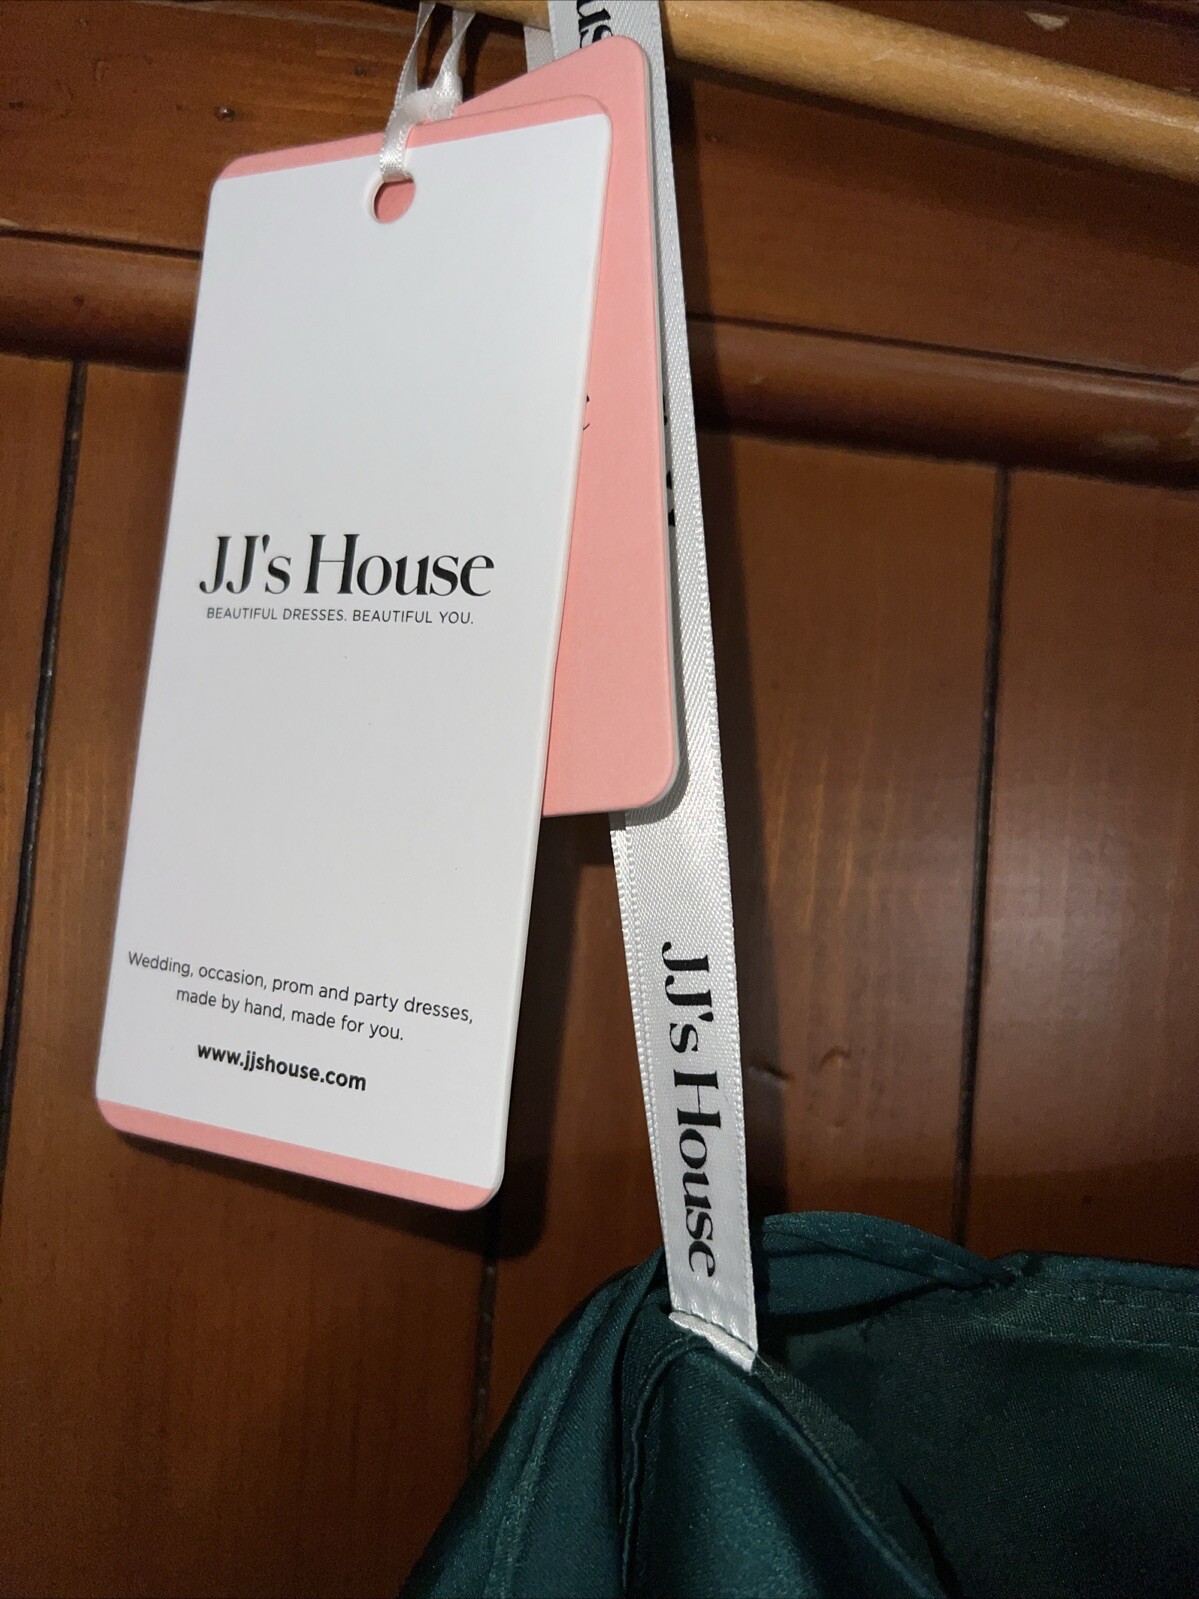 JJ's House
BEAUTIFUL DRESSES. BEAUTIFUL YOU.
Wedding, occasion, prom and party dresses,
made by hand, made for you.
www.jjshouse.com
JJ's House